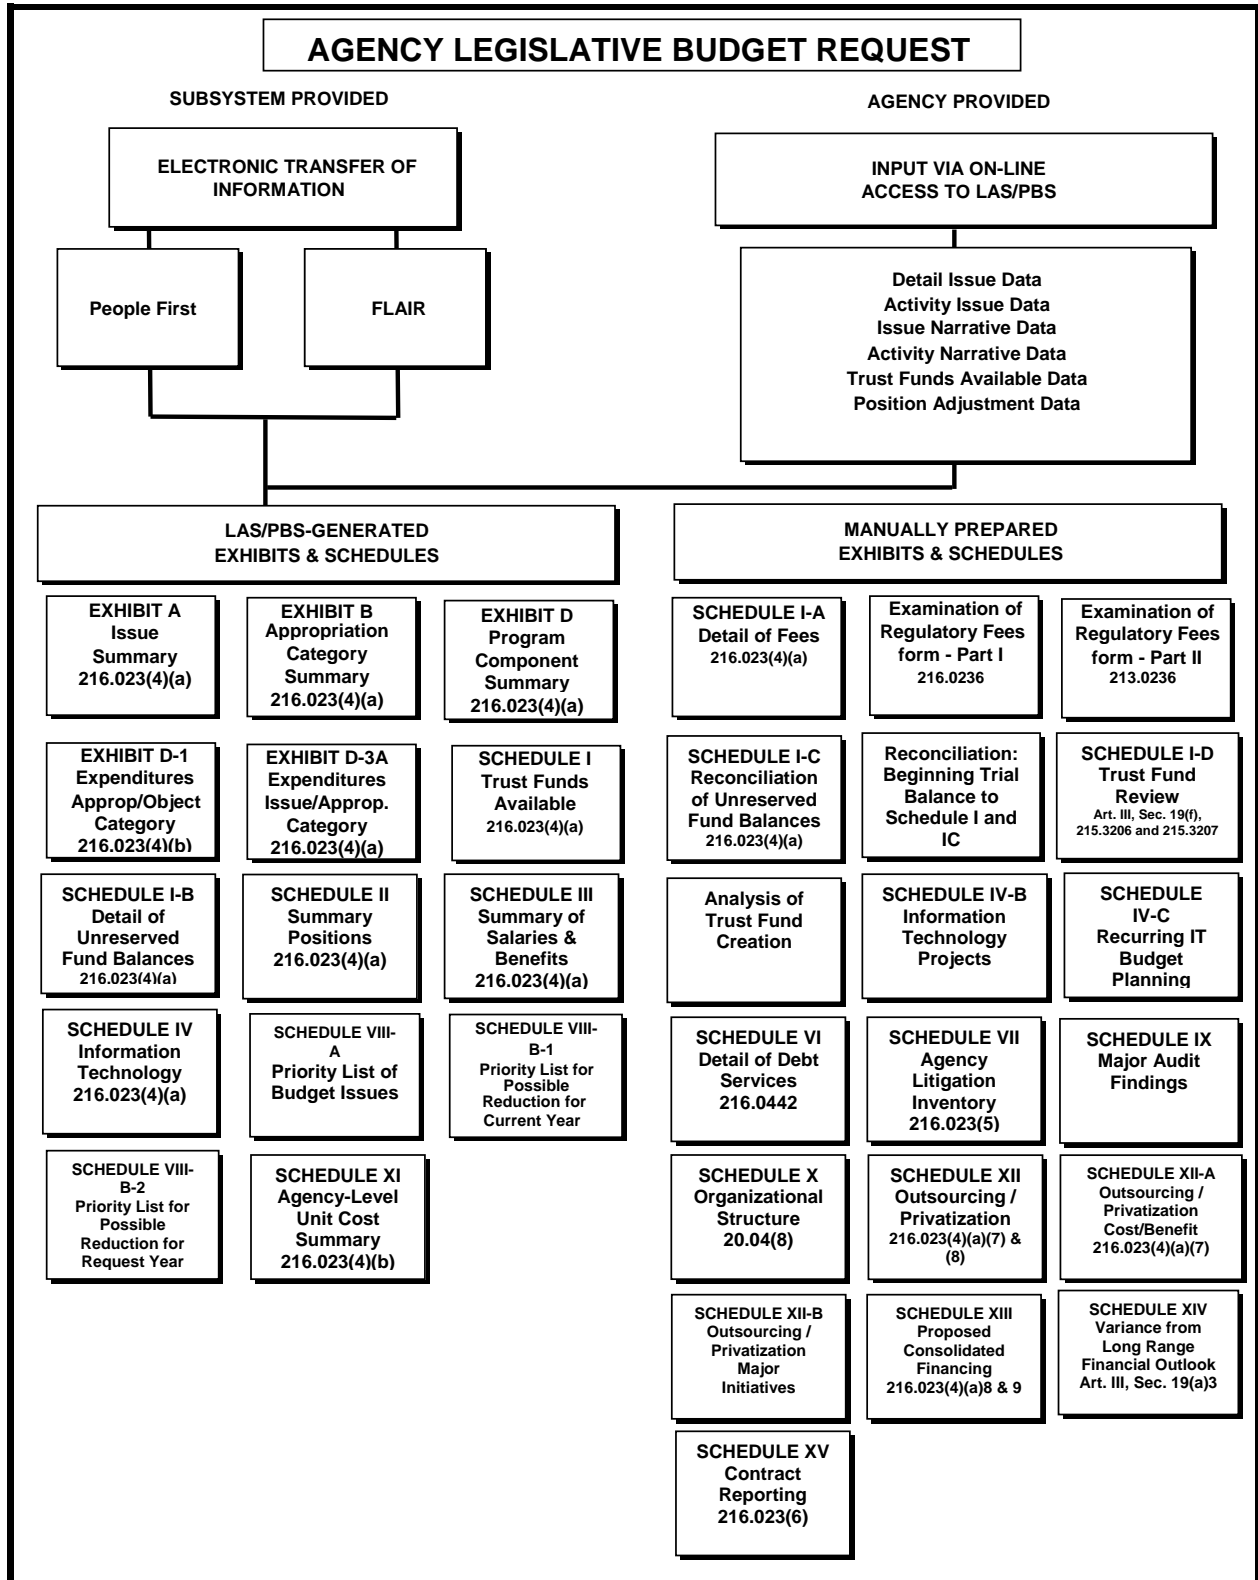 AGENCY LEGISLATIVE BUDGET REQUEST
SUBSYSTEM PROVIDED
AGENCY PROVIDED
ELECTRONIC TRANSFER OF
INFORMATION
INPUT VIA ON-LINE
ACCESS TO LAS/PBS
People First
FLAIR
Detail Issue Data
Activity Issue Data
Issue Narrative Data
Activity Narrative Data
Trust Funds Available Data
Position Adjustment Data
LAS/PBS-GENERATED
EXHIBITS & SCHEDULES
MANUALLY PREPARED
EXHIBITS & SCHEDULES
EXHIBIT A
Issue
Summary
216.023(4)(a)
EXHIBIT B
Appropriation
Category
Summary
216.023(4)(a)
EXHIBIT D
Program
Component
Summary
216.023(4)(a)
SCHEDULE I-A
Detail of Fees
216.023(4)(a)
Examination of
Regulatory Fees
form - Part I
216.0236
Examination of
Regulatory Fees
form - Part II
213.0236
EXHIBIT D-1
Expenditures
Approp/Object
Category
216.023(4)(b)
EXHIBIT D-3A
Expenditures
Issue/Approp.
Category
216.023(4)(a)
SCHEDULE I
Trust Funds
Available
216.023(4)(a)
SCHEDULE I-C
Reconciliation
of Unreserved
Fund Balances
216.023(4)(a)
Reconciliation:
Beginning Trial
Balance to
Schedule I and
IC
SCHEDULE I-D
Trust Fund
Review
Art. III, Sec. 19(f),
215.3206 and 215.3207
SCHEDULE I-B
Detail of
Unreserved
Fund Balances
216.023(4)(a)
SCHEDULE II
Summary
Positions
216.023(4)(a)
SCHEDULE III
Summary of
Salaries &
Benefits
216.023(4)(a)
Analysis of
Trust Fund
Creation
SCHEDULE IV-B
Information
Technology
Projects
SCHEDULE
IV-C
Recurring IT
Budget
Planning
SCHEDULE IV
Information
Technology
216.023(4)(a)
SCHEDULE VIII-
A
Priority List of
Budget Issues
SCHEDULE VIII-
B-1
Priority List for
Possible
Reduction for
Current Year
SCHEDULE VI
Detail of Debt
Services
216.0442
SCHEDULE VII
Agency
Litigation
Inventory
216.023(5)
SCHEDULE IX
Major Audit
Findings
SCHEDULE VIII-
B-2
Priority List for
Possible
Reduction for
Request Year
SCHEDULE XI
Agency-Level
Unit Cost
Summary
216.023(4)(b)
SCHEDULE X
Organizational
Structure
20.04(8)
SCHEDULE XII
Outsourcing /
Privatization
216.023(4)(a)(7) &
(8)
SCHEDULE XII-A
Outsourcing /
Privatization
Cost/Benefit
216.023(4)(a)(7)
SCHEDULE XII-B
Outsourcing /
Privatization
Major
Initiatives
SCHEDULE XIII
Proposed
Consolidated
Financing
216.023(4)(a)8 & 9
SCHEDULE XIV
Variance from
Long Range
Financial Outlook
Art. III, Sec. 19(a)3
SCHEDULE XV
Contract
Reporting
216.023(6)